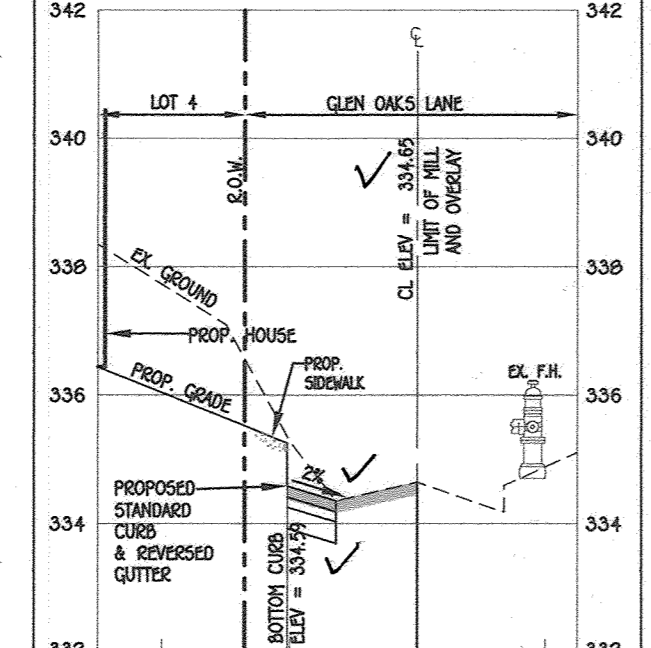 342
342
℄
LOT 4
GLEN OAKS LANE
340
340
R.O.W.
CL ELEV = 334.65
LIMIT OF MILL
AND OVERLAY
338
338
EX. GROUND
PROP. HOUSE
PROP.
SIDEWALK
EX. F.H.
336
336
PROP. GRADE
2%
PROPOSED
STANDARD
CURB
& REVERSED
GUTTER
334
334
BOTTOM CURB
ELEV = 334.59
332
332